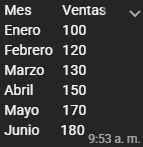 Mes Ventas
Enero 100
Febrero 120
Marzo 130
Abril 150
Mayo 170
Junio 180
9:53 a. m.